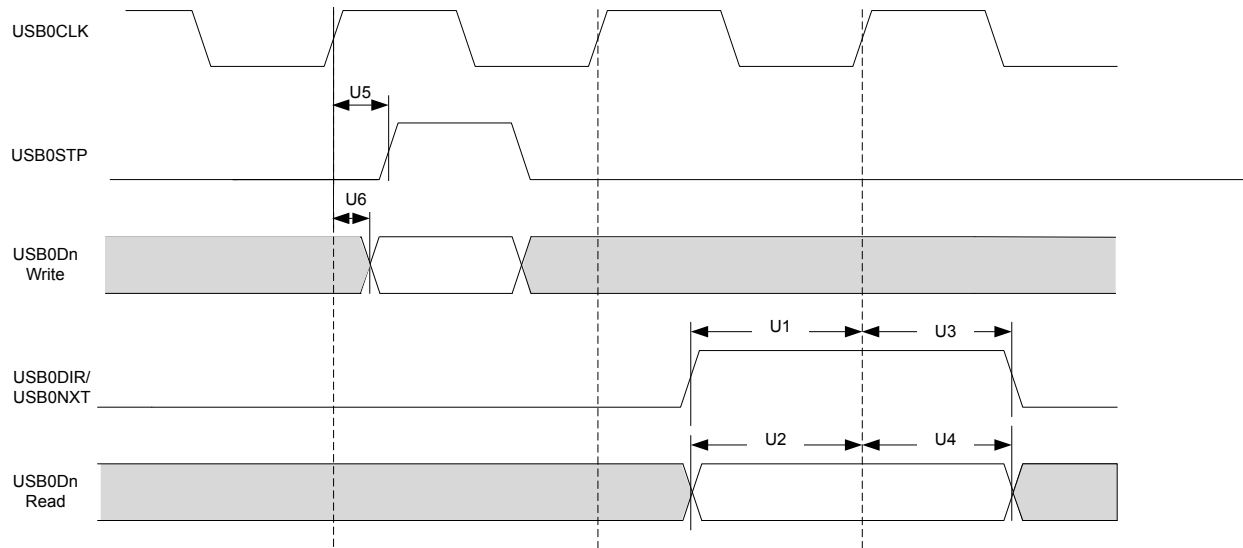 USB0CLK
U5
USB0STP
U6
USB0Dn
Write
U1
U3
USB0DIR/
USB0NXT
U2
U4
USB0Dn
Read